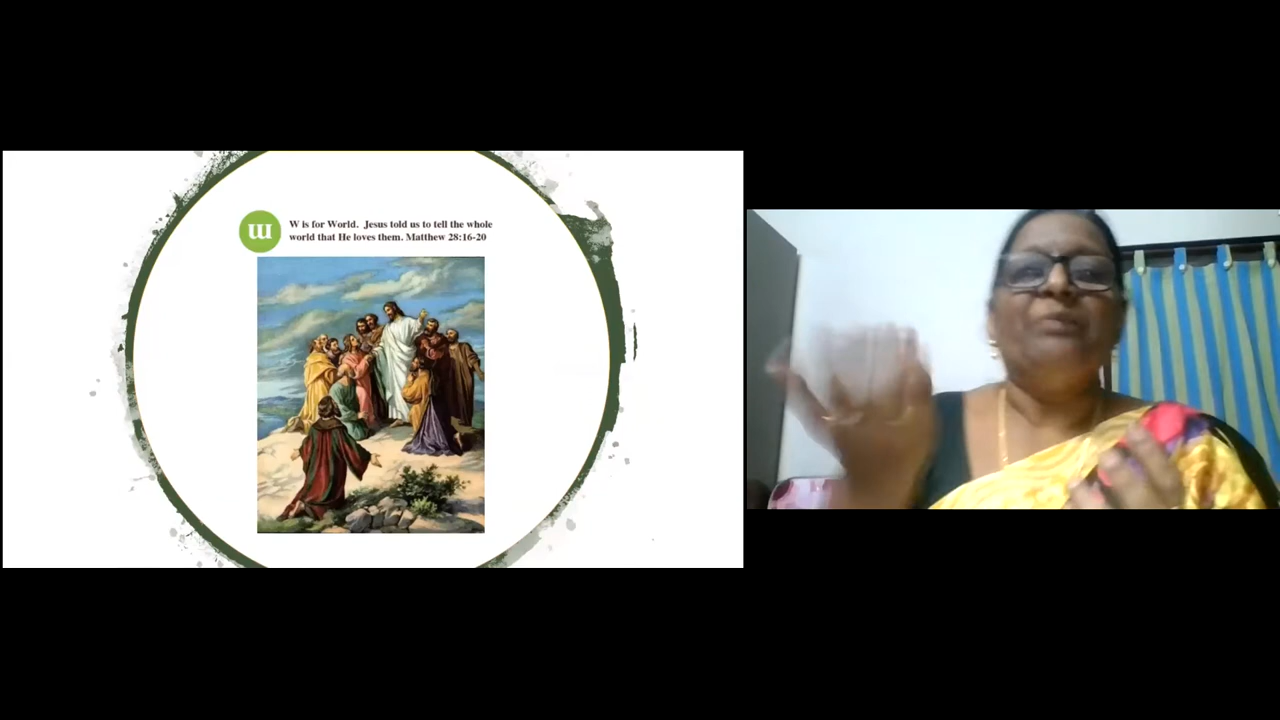 w
W is for World. Jesus told us to tell the whole
world that He loves them. Matthew 28:16-20